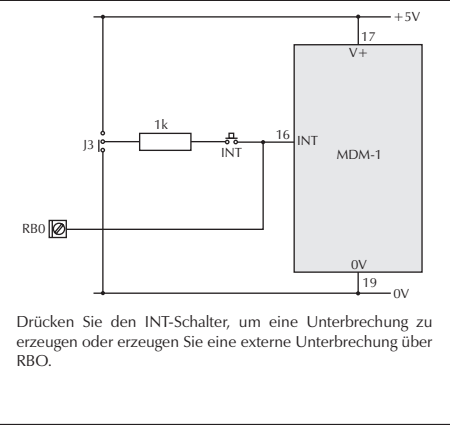 +5V
17
V+
1k
J3
INT
16
INT
MDM-1
RB0
0V
19
0V
Drücken Sie den INT-Schalter, um eine Unterbrechung zu
erzeugen oder erzeugen Sie eine externe Unterbrechung über
RBO.